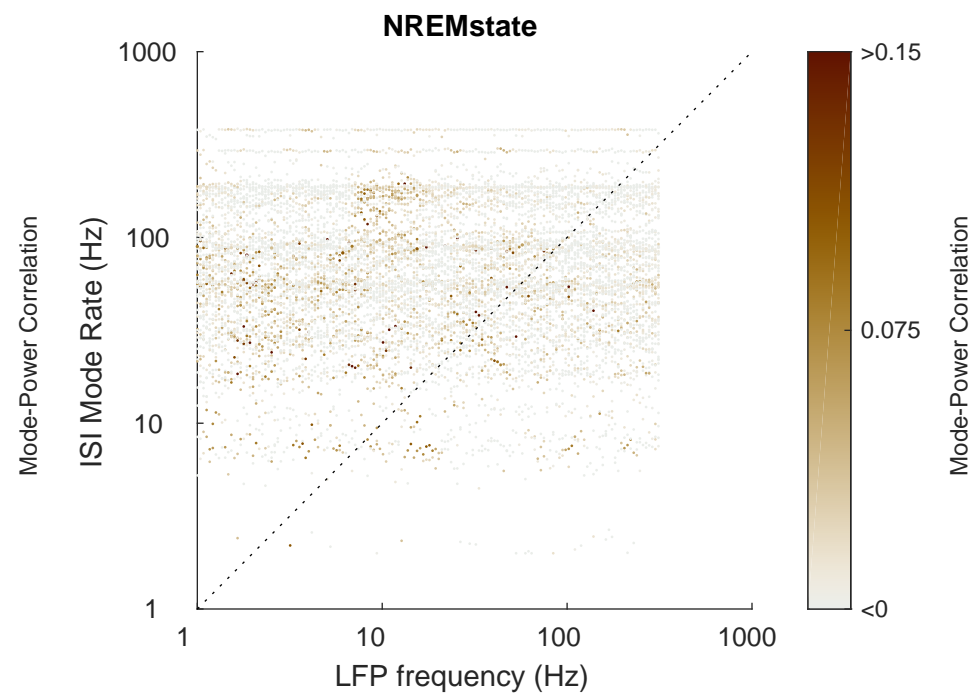 NREMstate
1000
100
10
1
1
10
100
1000
ISI Mode Rate (Hz)
Mode-Power Correlation
LFP frequency (Hz)
>0.15
0.075
<0
Mode-Power Correlation